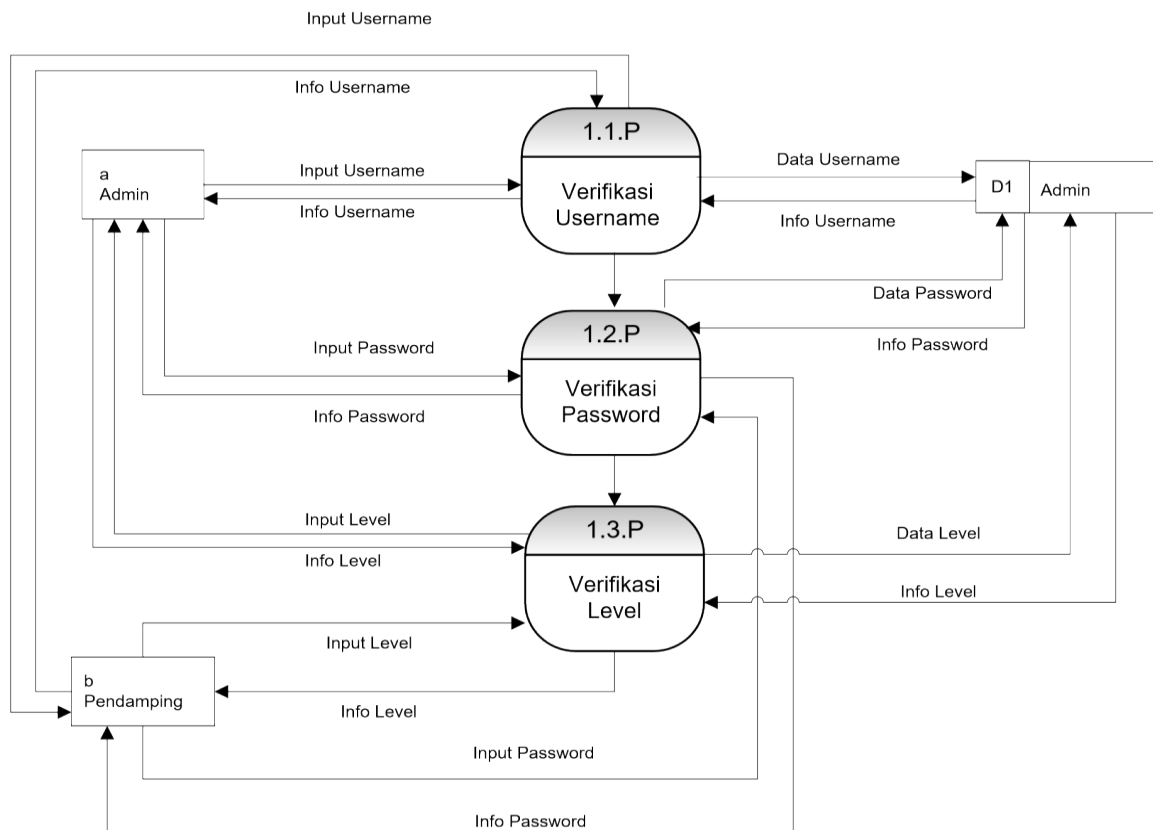 Input Username
Info Username
1.1.P
a
Admin
Input Username
Info Username
Verifikasi
Username
Data Username
Info Username
D1
Admin
Data Password
Info Password
1.2.P
Input Password
Info Password
Verifikasi
Password
Input Level
Info Level
1.3.P
Verifikasi
Level
Data Level
Info Level
Input Level
b
Pendamping
Info Level
Input Password
Info Password